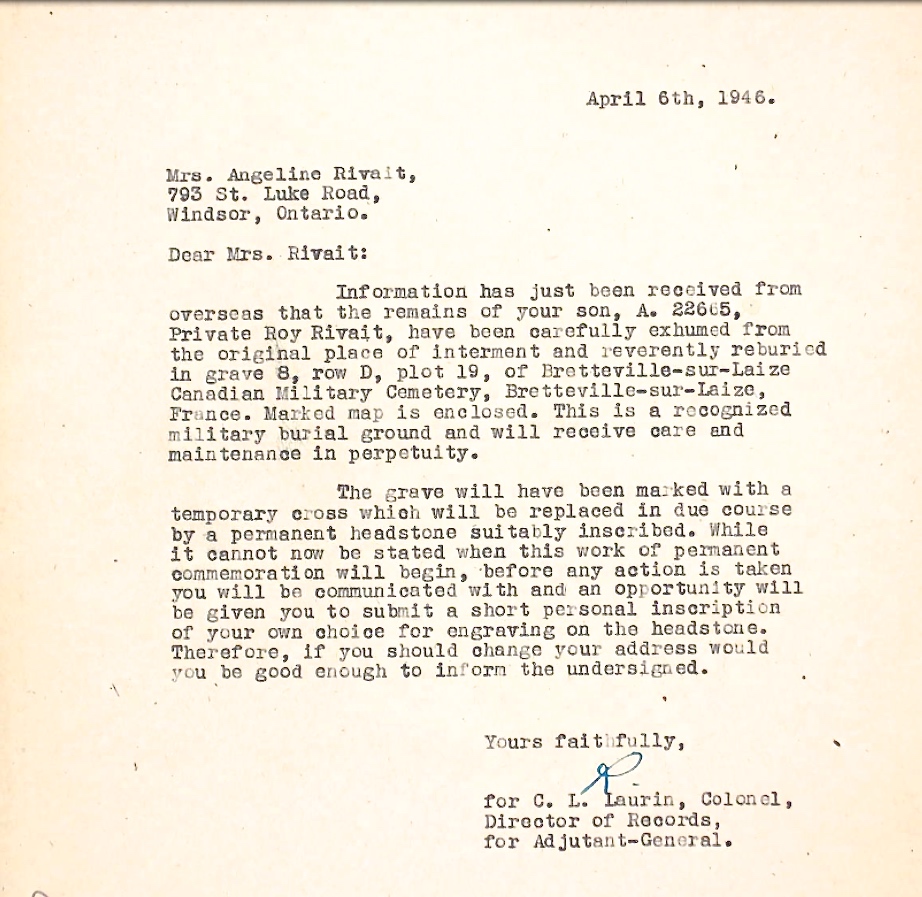 April 6th, 1946.
Mrs. Angeline Rivait,
793 St. Luke Road,
Windsor, Ontario.
Dear Mrs. Rivait:
Information has just been received from
overseas that the remains of your son, A. 22665,
Private Roy Rivait, have been carefully exhumed from
the original place of interment and reverently reburied
in grave 8, row D, plot 19, of Bretteville-sur-Laize
Canadian Military Cemetery, Bretteville-sur-Laize,
France. Marked map is enclosed. This is a recognized
military burial ground and will receive care and
maintenance in perpetuity.
The grave will have been marked with a
temporary cross which will be replaced in due course
by a permanent headstone suitably inscribed. While
it cannot now be stated when this work of permanent
commemoration will begin, before any action is taken
you will be communicated with and an opportunity will
be given you to submit a short personal inscription
of your own choice for engraving on the headstone.
Therefore, if you should change your address would
you be good enough to inform the undersigned.
Yours faithfully,
R
for C. L. Laurin, Colonel,
Director of Records,
for Adjutant-General.